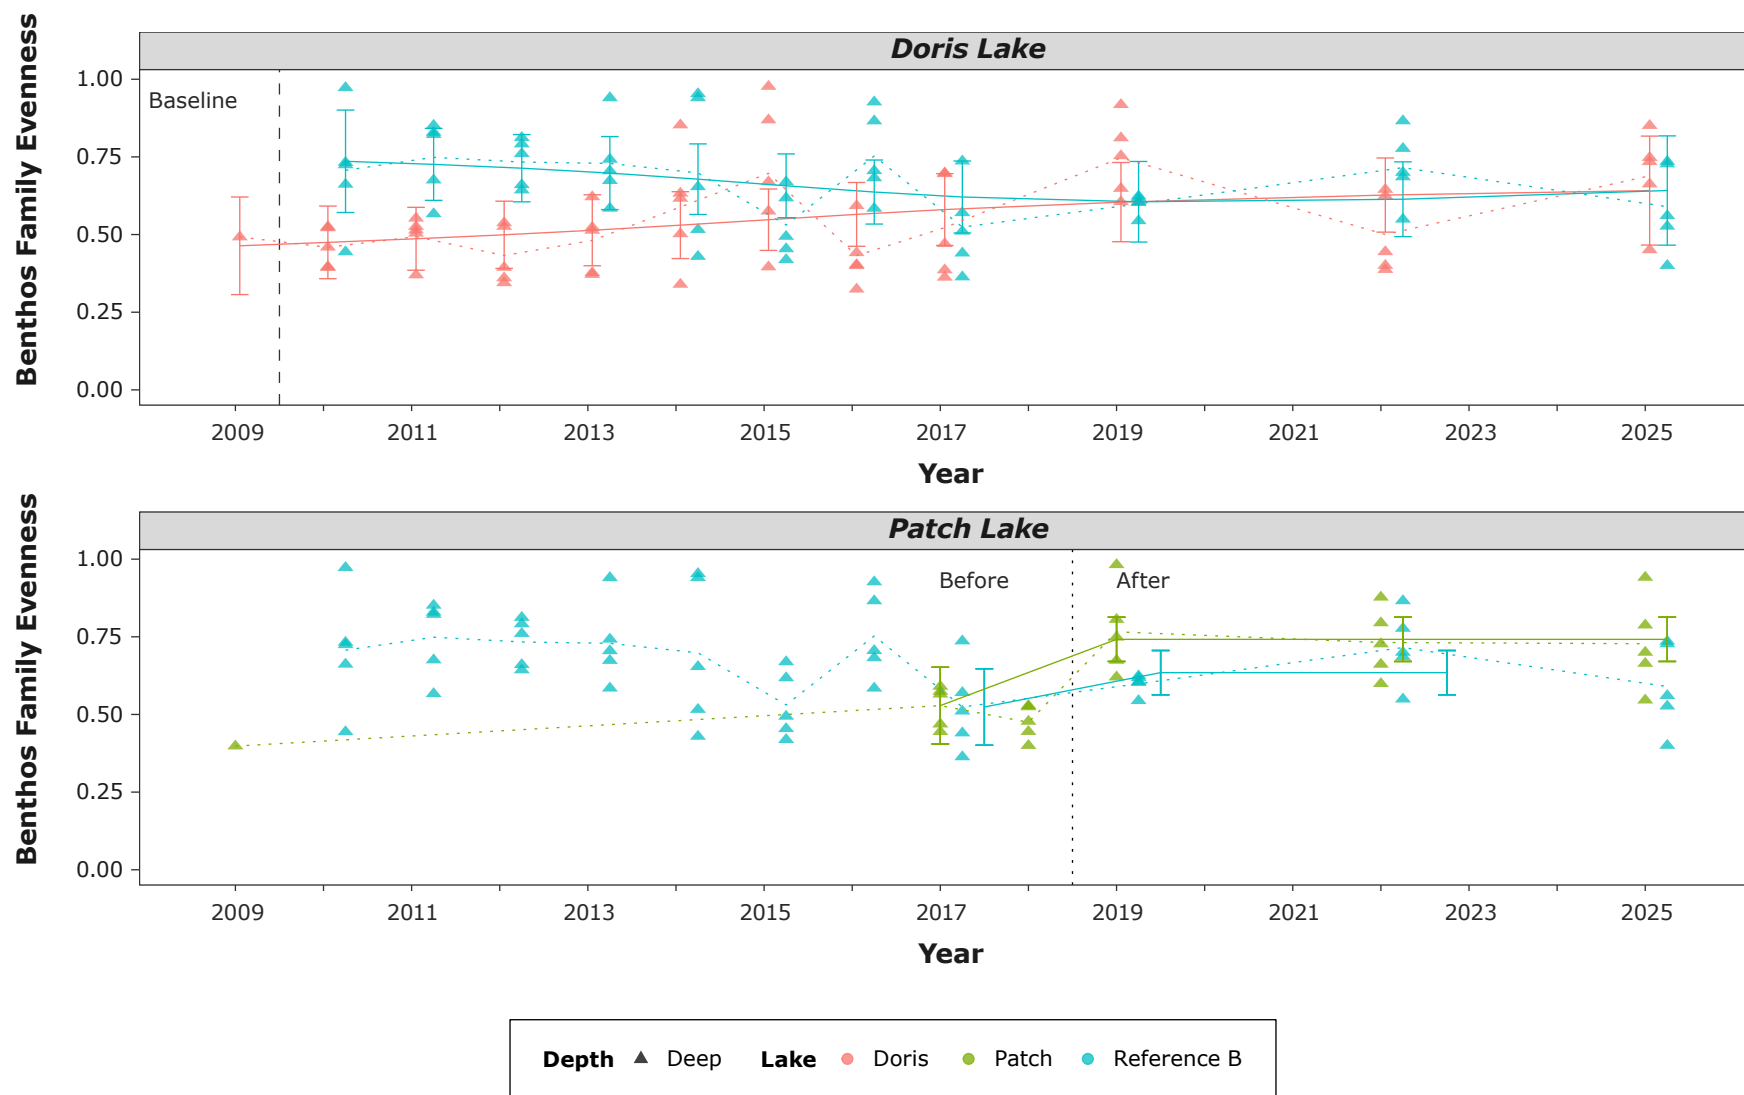 Doris Lake
Benthos Family Evenness
1.00
0.75
0.50
0.25
0.00
Baseline
2009 2011 2013 2015 2017 2019 2021 2023 2025
Year
Patch Lake
Benthos Family Evenness
1.00
0.75
0.50
0.25
0.00
Before After
2009 2011 2013 2015 2017 2019 2021 2023 2025
Year
Depth Deep Lake Doris Patch Reference B